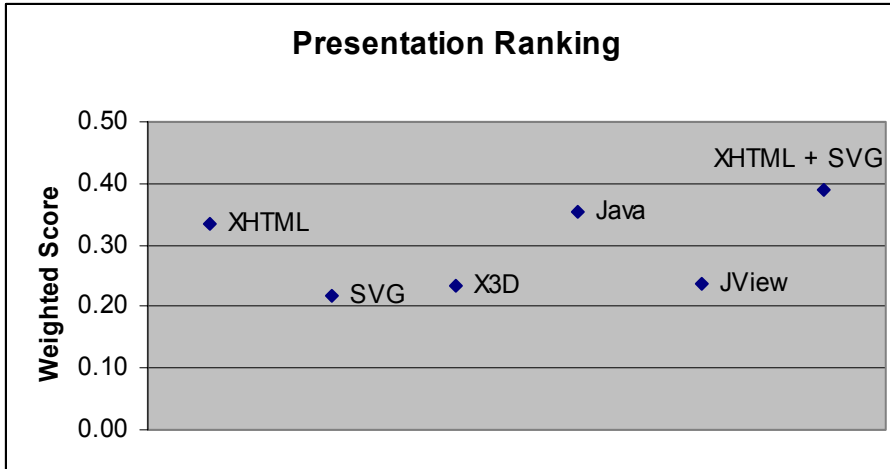 Presentation Ranking
Weighted Score
0.50
0.40
0.30
0.20
0.10
0.00
XHTML
SVG
X3D
Java
JView
XHTML + SVG